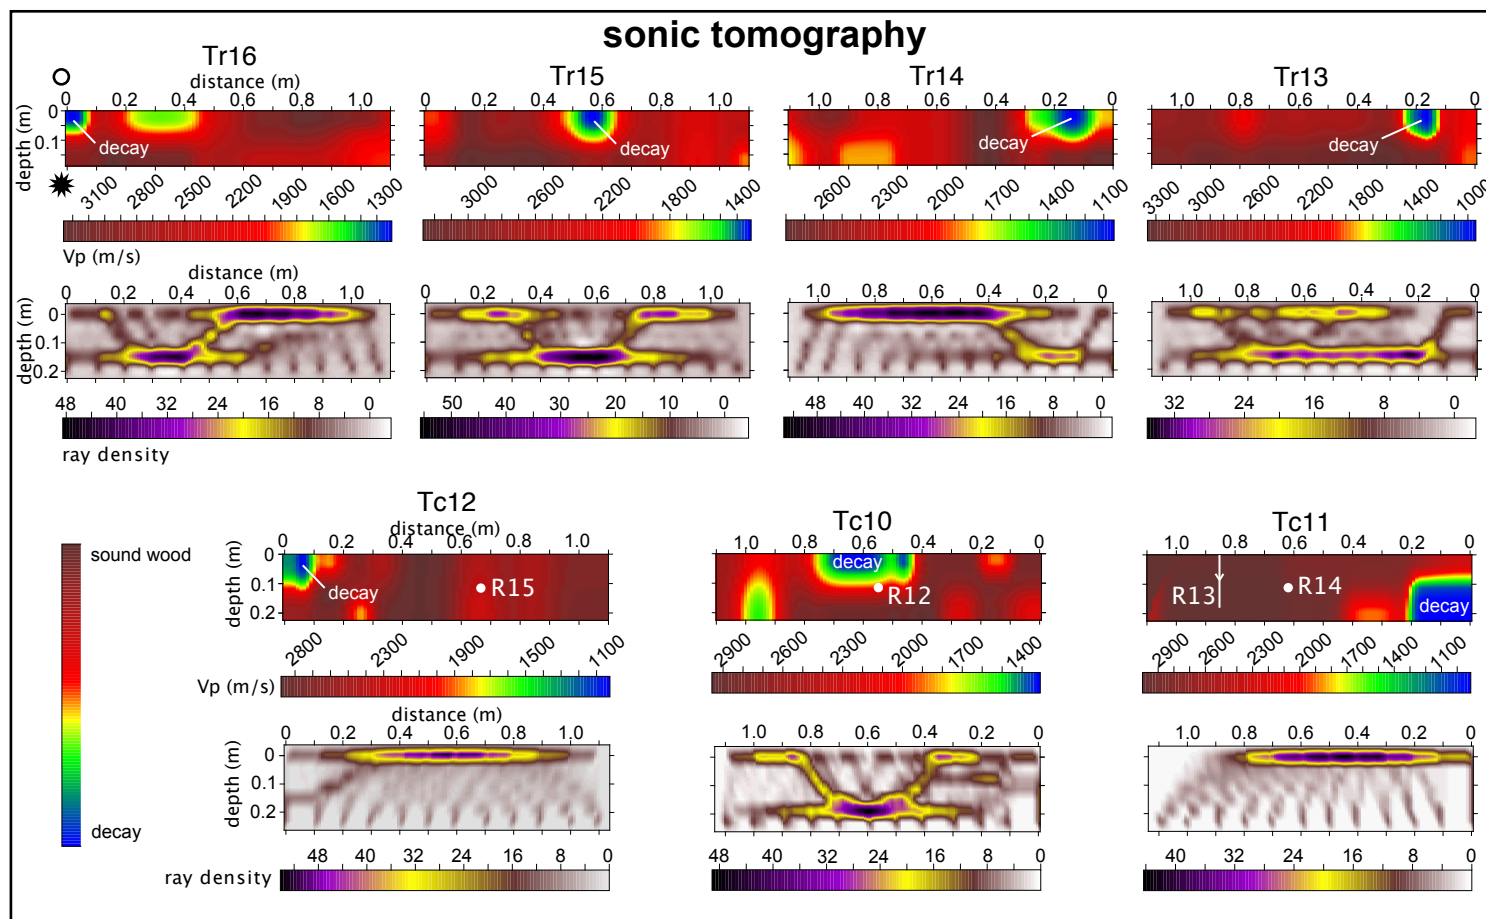 sonic tomography
Tr16
Tr15
Tr14
Tr13
distance (m)
0 0.2 0.4 0.6 0.8 1.0
0 0.2 0.4 0.6 0.8 1.0
1.0 0.8 0.6 0.4 0.2 0
1.0 0.8 0.6 0.4 0.2 0
depth (m)
0
0.1
decay
decay
decay
decay
3100 2800 2500 2200 1900 1600 1300
3000 2600 2200 1800 1400
2600 2300 2000 1700 1400 1100
3300 3000 2600 2200 1800 1400 1000
Vp (m/s)
distance (m)
0 0.2 0.4 0.6 0.8 1.0
0 0.2 0.4 0.6 0.8 1.0
1.0 0.8 0.6 0.4 0.2 0
1.0 0.8 0.6 0.4 0.2 0
depth (m)
0
0.1
0.2
48 40 32 24 16 8 0
50 40 30 20 10 0
48 40 32 24 16 8 0
32 24 16 8 0
ray density
Tc12
Tc10
Tc11
distance (m)
0 0.2 0.4 0.6 0.8 1.0
1.0 0.8 0.6 0.4 0.2 0
1.0 0.8 0.6 0.4 0.2 0
sound wood
decay
depth (m)
0
0.1
0.2
decay
R15
decay
R12
R13
R14
decay
2800 2300 1900 1500 1100
2900 2600 2300 2000 1700 1400
2900 2600 2300 2000 1700 1400 1100
Vp (m/s)
distance (m)
0 0.2 0.4 0.6 0.8 1.0
1.0 0.8 0.6 0.4 0.2 0
1.0 0.8 0.6 0.4 0.2 0
depth (m)
0
0.1
0.2
48 40 32 24 16 8 0
48 40 32 24 16 8 0
40 32 24 16 8 0
ray density